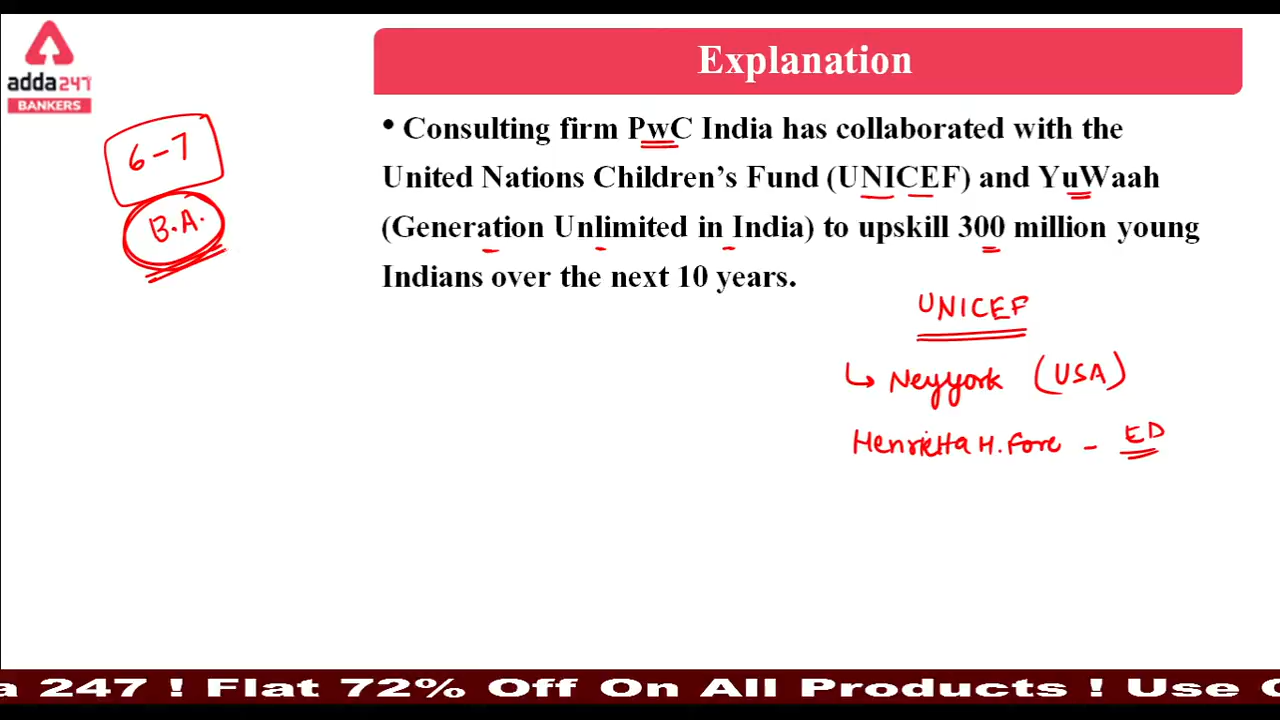 adda247
BANKERS
Explanation
6-7
B.A.
• Consulting firm PwC India has collaborated with the
United Nations Children's Fund (UNICEF) and YuWaah
(Generation Unlimited in India) to upskill 300 million young
Indians over the next 10 years.
UNICEF
↳ Neyyork (USA)
Henrietta H. Fore - ED
a 247 ! Flat 72% Off On All Products ! Use C